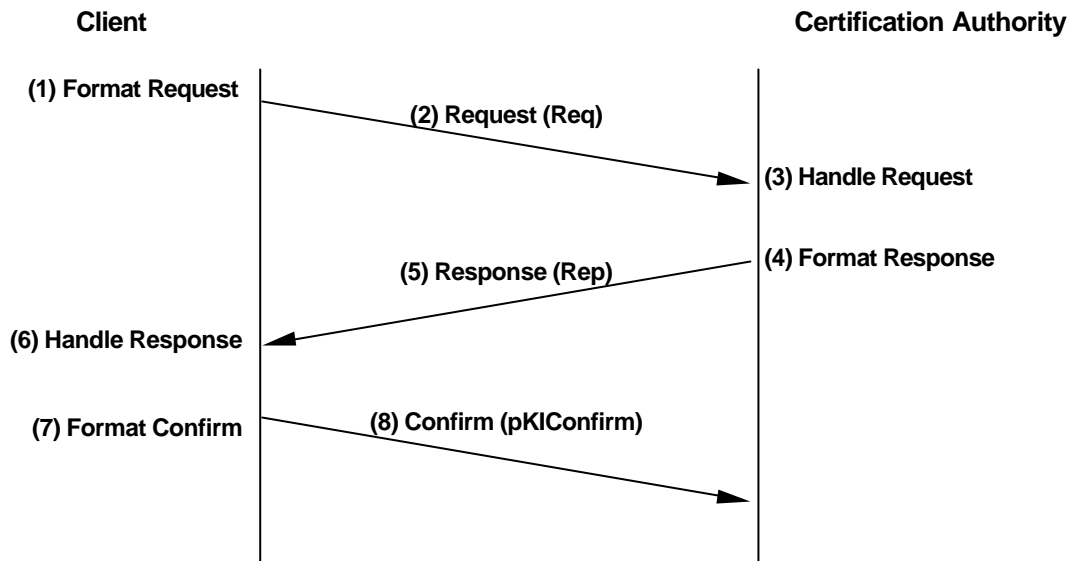 Client
Certification Authority
(1) Format Request
(2) Request (Req)
(3) Handle Request
(4) Format Response
(5) Response (Rep)
(6) Handle Response
(7) Format Confirm
(8) Confirm (pKIConfirm)